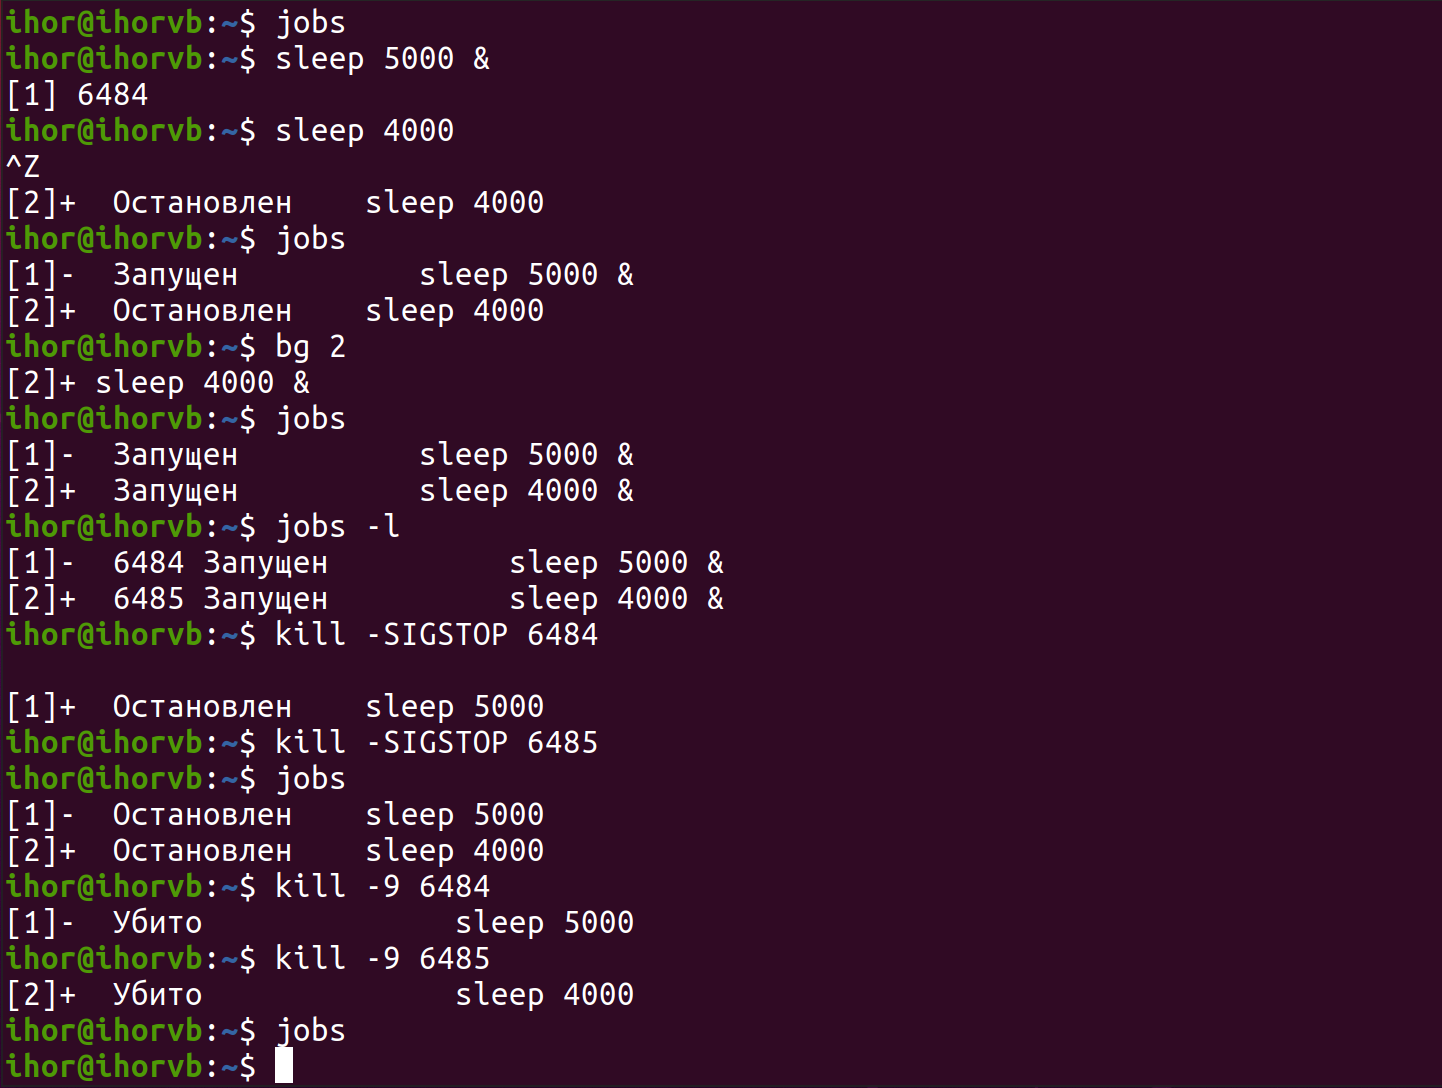 ihor@ihorvb:~$ jobs
ihor@ihorvb:~$ sleep 5000 &
[1] 6484
ihor@ihorvb:~$ sleep 4000
^Z
[2]+  Остановлен    sleep 4000
ihor@ihorvb:~$ jobs
[1]-  Запущен          sleep 5000 &
[2]+  Остановлен    sleep 4000
ihor@ihorvb:~$ bg 2
[2]+ sleep 4000 &
ihor@ihorvb:~$ jobs
[1]-  Запущен          sleep 5000 &
[2]+  Запущен          sleep 4000 &
ihor@ihorvb:~$ jobs -l
[1]-  6484 Запущен          sleep 5000 &
[2]+  6485 Запущен          sleep 4000 &
ihor@ihorvb:~$ kill -SIGSTOP 6484
[1]+  Остановлен    sleep 5000
ihor@ihorvb:~$ kill -SIGSTOP 6485
ihor@ihorvb:~$ jobs
[1]-  Остановлен    sleep 5000
[2]+  Остановлен    sleep 4000
ihor@ihorvb:~$ kill -9 6484
[1]-  Убито              sleep 5000
ihor@ihorvb:~$ kill -9 6485
[2]+  Убито              sleep 4000
ihor@ihorvb:~$ jobs
ihor@ihorvb:~$